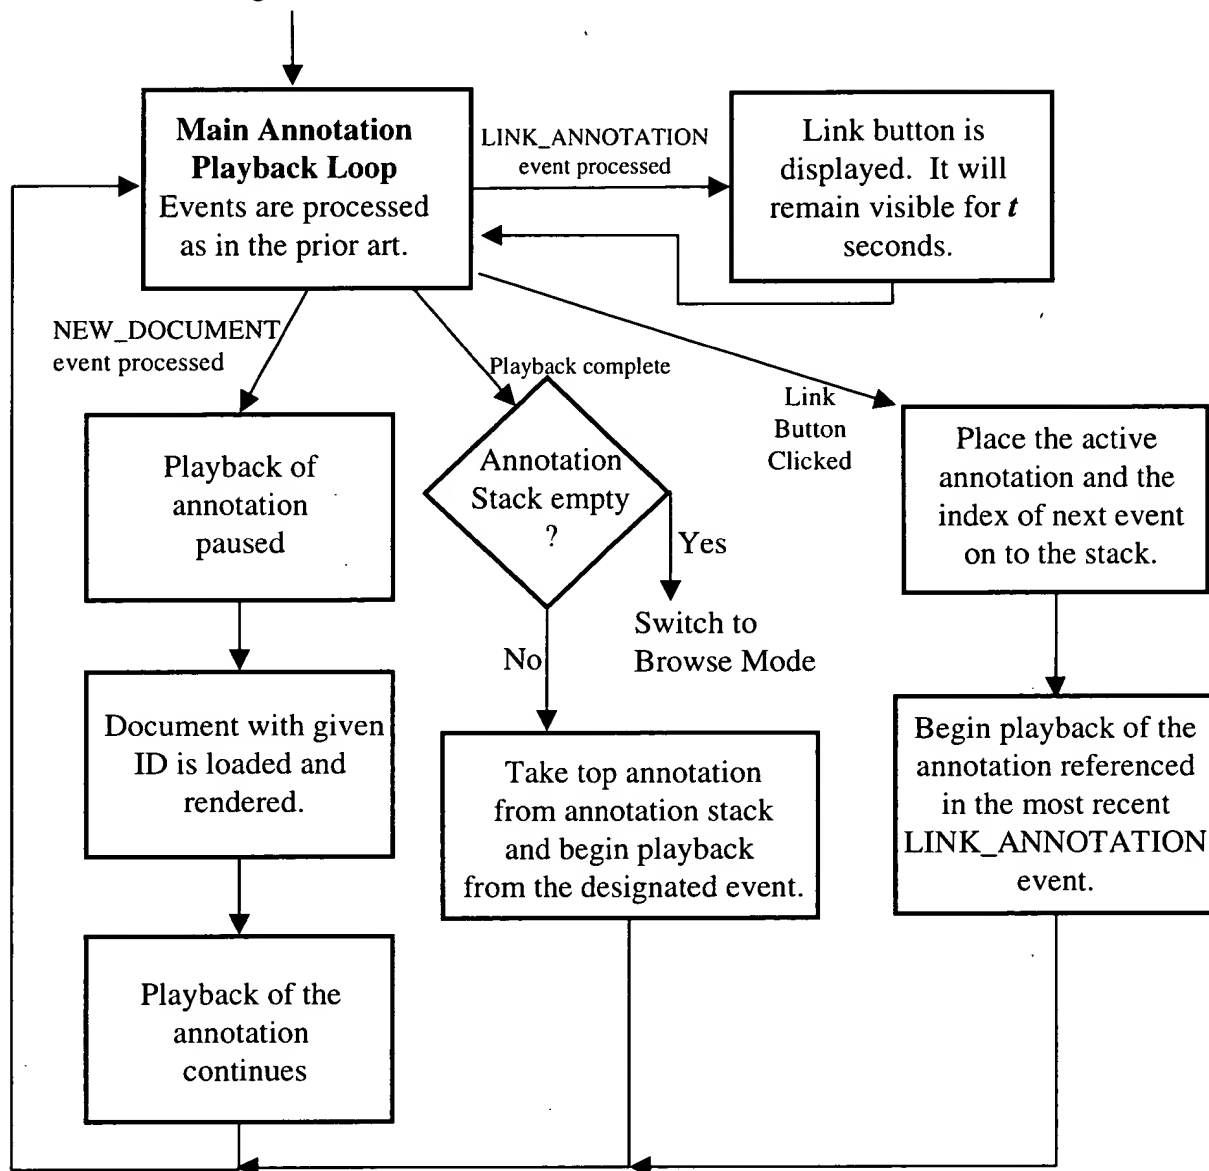 Main Annotation
Playback Loop
Events are processed
as in the prior art.
LINK_ANNOTATION
event processed
Link button is
displayed. It will
remain visible for t
seconds.
NEW_DOCUMENT
event processed
Playback complete
Link
Button
Clicked
Playback of
annotation
paused
Annotation
Stack empty
?
Yes
No
Switch to
Browse Mode
Place the active
annotation and the
index of next event
on to the stack.
Document with given
ID is loaded and
rendered.
Take top annotation
from annotation stack
and begin playback
from the designated event.
Begin playback of the
annotation referenced
in the most recent
LINK_ANNOTATION
event.
Playback of the
annotation
continues